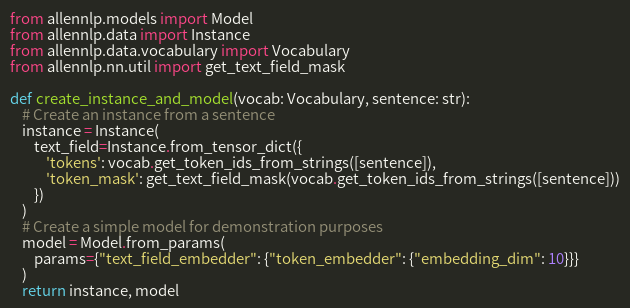 from allennlp.models import Model
from allennlp.data import Instance
from allennlp.data.vocabulary import Vocabulary
from allennlp.nn.util import get_text_field_mask

def create_instance_and_model(vocab: Vocabulary, sentence: str):
    # Create an instance from a sentence
    instance = Instance(
        text_field=Instance.from_tensor_dict({
            'tokens': vocab.get_token_ids_from_strings([sentence]),
            'token_mask': get_text_field_mask(vocab.get_token_ids_from_strings([sentence]))
        })
    )
    # Create a simple model for demonstration purposes
    model = Model.from_params(
        params={"text_field_embedder": {"token_embedder": {"embedding_dim": 10}}}
    )
    return instance, model